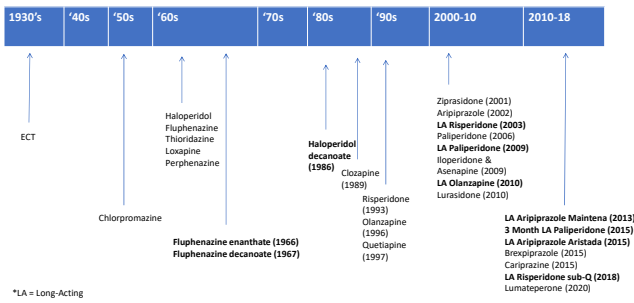 1930's
'40s
'50s
'60s
'70s
'80s
'90s
2000-10
2010-18
ECT
Chlorpromazine
Haloperidol
Fluphenazine
Thioridazine
Loxapine
Perphenazine
Fluphenazine enanthate (1966)
Fluphenazine decanoate (1967)
Haloperidol
decanoate
(1986)
Clozapine
(1989)
Risperidone
(1993)
Olanzapine
(1996)
Quetiapine
(1997)
Ziprasidone (2001)
Aripiprazole (2002)
LA Risperidone (2003)
Paliperidone (2006)
LA Paliperidone (2009)
Iloperidone &
Asenapine (2009)
LA Olanzapine (2010)
Lurasidone (2010)
LA Aripiprazole Maintena (2013)
3 Month LA Paliperidone (2015)
LA Aripiprazole Aristada (2015)
Brexpiprazole (2015)
Cariprazine (2015)
LA Risperidone sub-Q (2018)
Lumateperone (2020)
*LA = Long-Acting